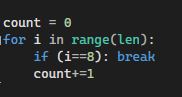 count = 0
for i in range(len):
    if (i==8): break
    count+=1